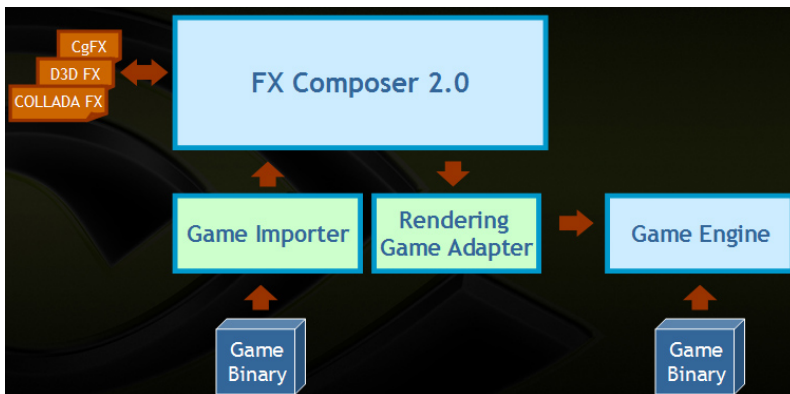 CgFX
D3D FX
COLLADA FX
FX Composer 2.0
Game Importer
Rendering
Game Adapter
Game Engine
Game
Binary
Game
Binary